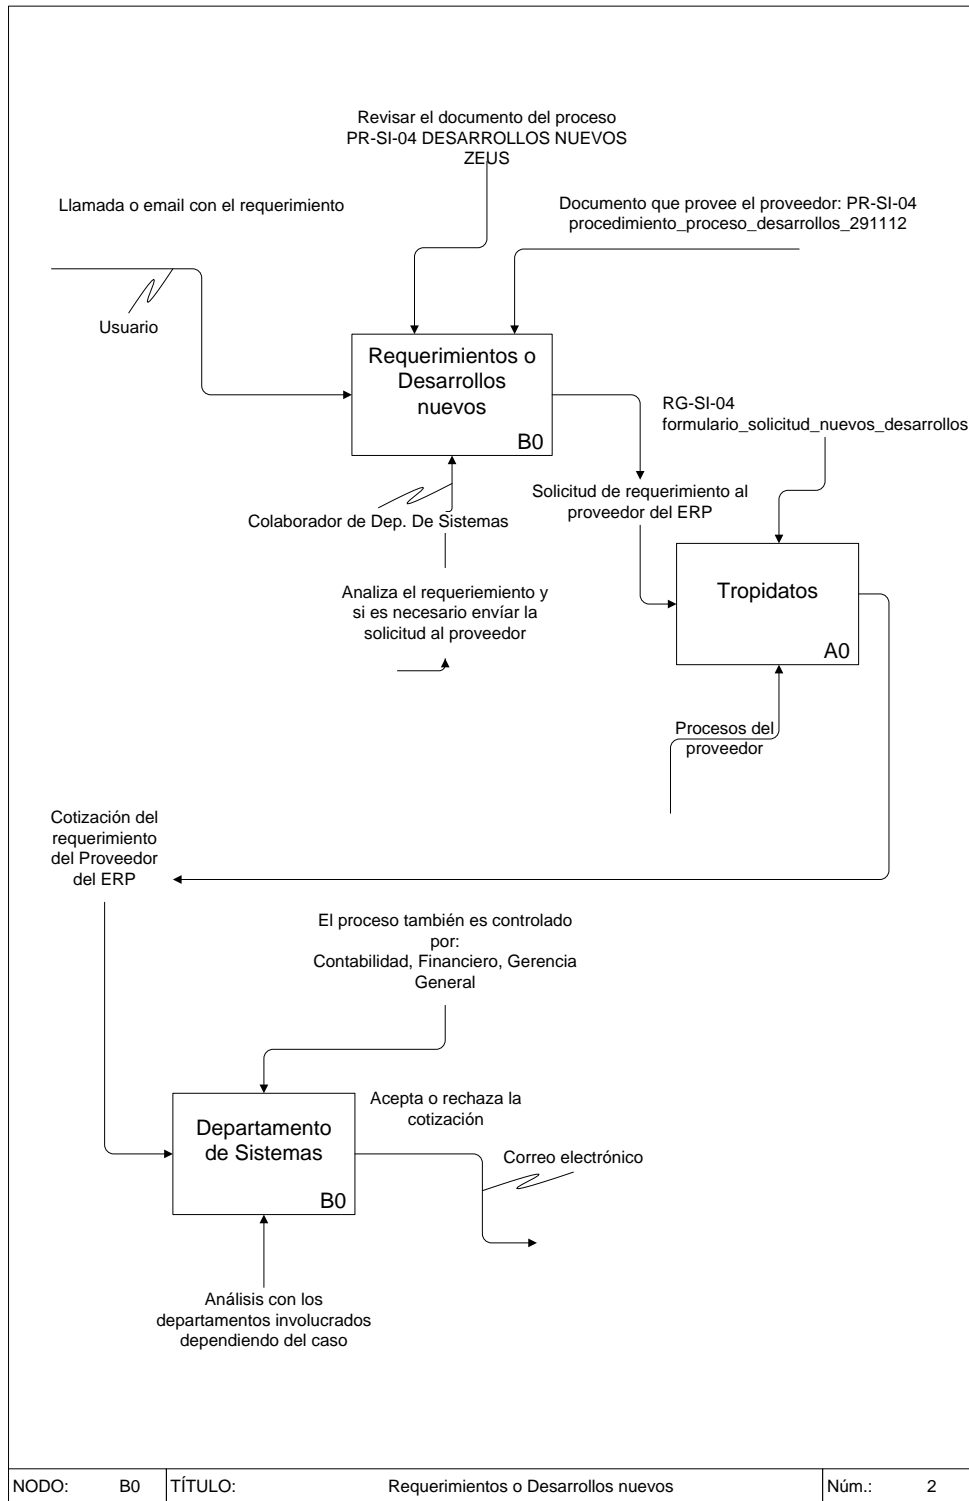 Revisar el documento del proceso
PR-SI-04 DESARROLLOS NUEVOS
ZEUS
Llamada o email con el requerimiento
Documento que provee el proveedor: PR-SI-04
procedimiento_proceso_desarrollos_291112
Usuario
Requerimientos o
Desarrollos
nuevos
B0
RG-SI-04
formulario_solicitud_nuevos_desarrollos
Colaborador de Dep. De Sistemas
Solicitud de requerimiento al
proveedor del ERP
Analiza el requeriemiento y
si es necesario envíar la
solicitud al proveedor
Tropidatos
A0
Procesos del
proveedor
Cotización del
requerimiento
del Proveedor
del ERP
El proceso también es controlado
por:
Contabilidad, Financiero, Gerencia
General
Departamento
de Sistemas
B0
Acepta o rechaza la
cotización
Correo electrónico
Análisis con los
departamentos involucrados
dependiendo del caso
NODO: B0 TÍTULO: Requerimientos o Desarrollos nuevos Núm.: 2